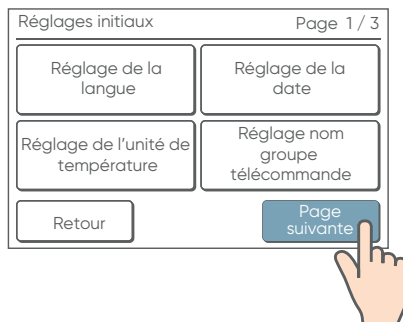 Réglages initiaux Page 1 / 3
Réglage de la
langue
Réglage de la
date
Réglage de l'unité de
température
Réglage nom
groupe
télécommande
Retour
Page
suivante